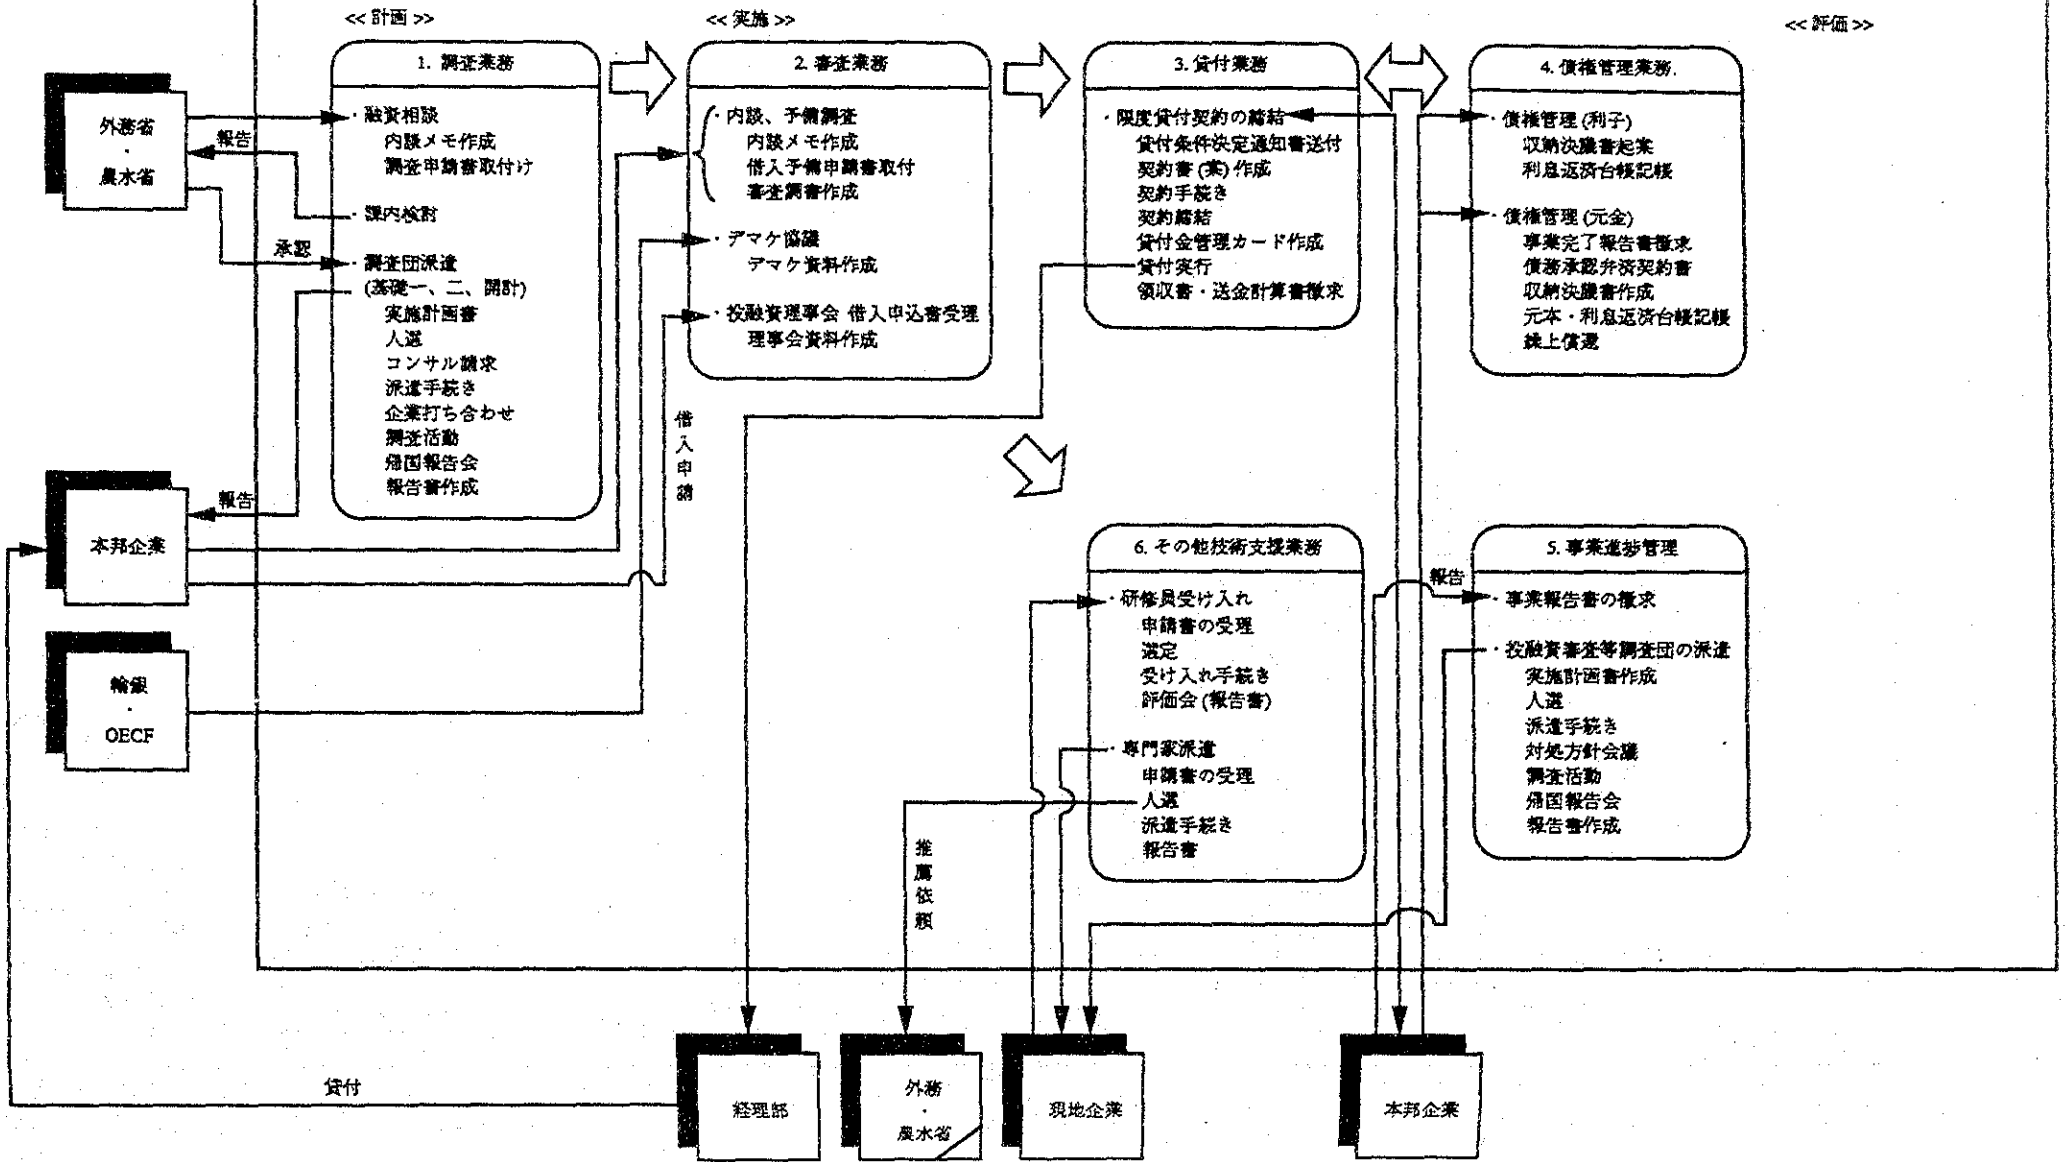 << 計画 >>
<< 実施 >>
<< 評価 >>
1. 調査業務
・融資相談
内談メモ作成
調査申請書取付け
・課内検討
・調査団派遣
(基礎一、二、開計)
実施計画書
人選
コンサル請求
派遣手続き
企業打ち合わせ
調査活動
帰国報告会
報告書作成
2. 審査業務
・内談、予備調査
内談メモ作成
借入予備申請書取付
審査調書作成
・デマケ協議
デマケ資料作成
・投融資理事会 借入申込書受理
理事会資料作成
3. 貸付業務
・限度貸付契約の締結
貸付条件決定通知書送付
契約書 (案) 作成
契約手続き
契約締結
貸付金管理カード作成
貸付実行
領収書・送金計算書徴求
4. 債権管理業務
・債権管理 (利子)
収納決議書起案
利息返済台帳記帳
・債権管理 (元金)
事業完了報告書徴求
債務承認弁済契約書
収納決議書作成
元本・利息返済台帳記帳
繰上償還
外務省
・
農水省
報告
承認
報告
本邦企業
輸銀
・
OECF
借入申請
6. その他技術支援業務
・研修員受け入れ
申請書の受理
選定
受け入れ手続き
評価会 (報告書)
・専門家派遣
申請書の受理
人選
派遣手続き
報告書
5. 事業進捗管理
報告
・事業報告書の徴求
・投融資審査等調査団の派遣
実施計画書作成
人選
派遣手続き
対処方針会議
調査活動
帰国報告会
報告書作成
推薦依頼
貸付
経理部
外務
・
農水省
現地企業
本邦企業